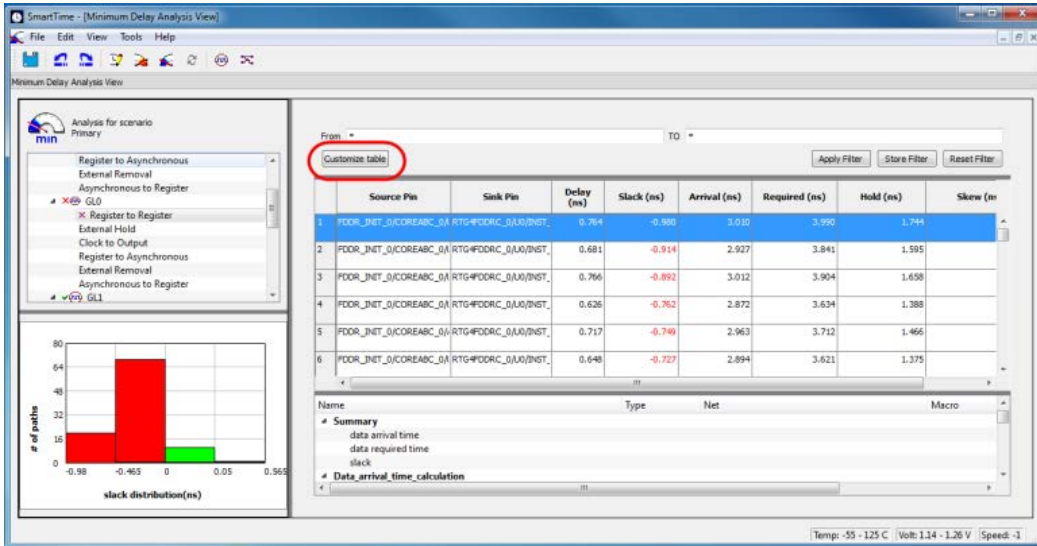 SmartTime - [Minimum Delay Analysis View]
File Edit View Tools Help
Minimum Delay Analysis View
Analysis for scenario
Primary
min
Register to Asynchronous
External Removal
Asynchronous to Register
GL0
Register to Register
External Hold
Clock to Output
Register to Asynchronous
External Removal
Asynchronous to Register
GL1
From * TO *
Customize table Apply Filter Store Filter Reset Filter
Source Pin Sink Pin Delay (ns) Slack (ns) Arrival (ns) Required (ns) Hold (ns) Skew (ns
1 FDDR_INIT_0/COREABC_0/ RTG4FDDRC_0/U0/INST_ 0.764 -0.980 3.010 3.990 1.744
2 FDDR_INIT_0/COREABC_0/ RTG4FDDRC_0/U0/INST_ 0.681 -0.914 2.927 3.841 1.595
3 FDDR_INIT_0/COREABC_0/ RTG4FDDRC_0/U0/INST_ 0.766 -0.892 3.012 3.904 1.658
4 FDDR_INIT_0/COREABC_0/ RTG4FDDRC_0/U0/INST_ 0.626 -0.762 2.872 3.634 1.388
5 FDDR_INIT_0/COREABC_0/ RTG4FDDRC_0/U0/INST_ 0.717 -0.749 2.963 3.712 1.466
6 FDDR_INIT_0/COREABC_0/ RTG4FDDRC_0/U0/INST_ 0.648 -0.727 2.894 3.621 1.375
Name Type Net Macro
Summary
data arrival time
data required time
slack
Data_arrival_time_calculation
# of paths
80
64
48
32
16
0
-0.98 -0.465 0 0.05 0.565
slack distribution(ns)
Temp: -55 - 125 C Volt: 1.14 - 1.26 V Speed: -1